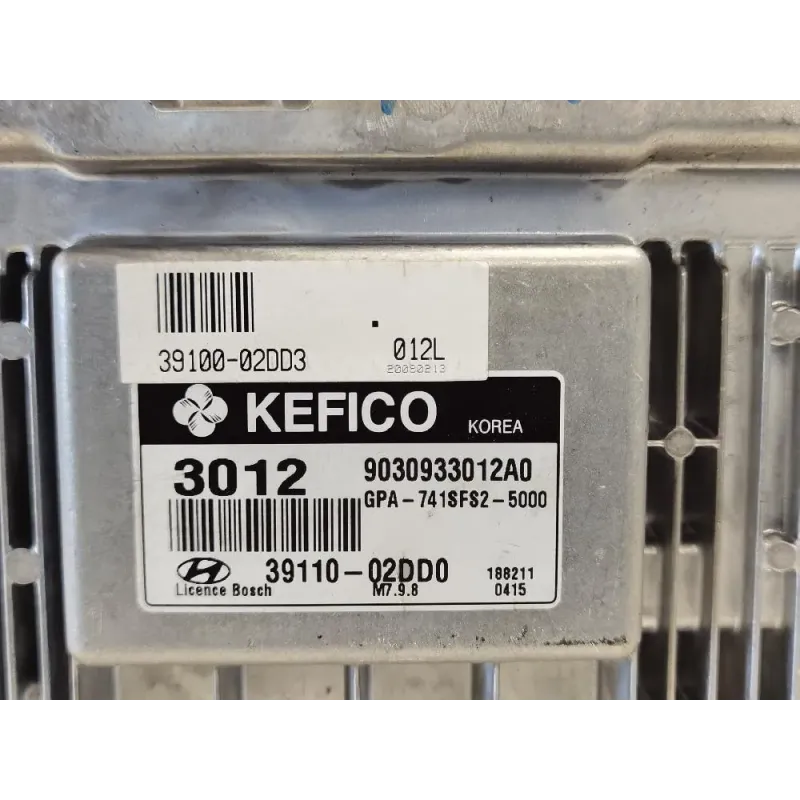 39100-02DD3 012L
20090213
KEFICO KOREA
3012 9030933012A0
GPA-741SFS2-5000
39110-02DD0 188211
Licence Bosch M7.9.8 0415